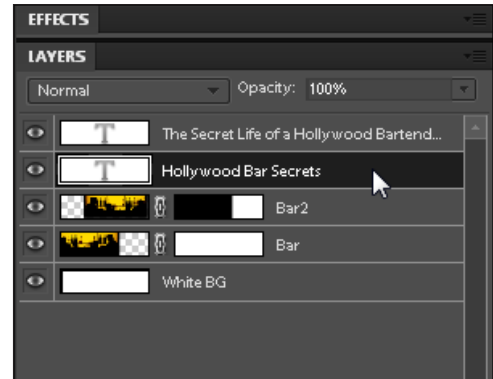 EFFECTS
LAYERS
Normal Opacity: 100%
T The Secret Life of a Hollywood Bartend...
T Hollywood Bar Secrets
Bar2
Bar
White BG